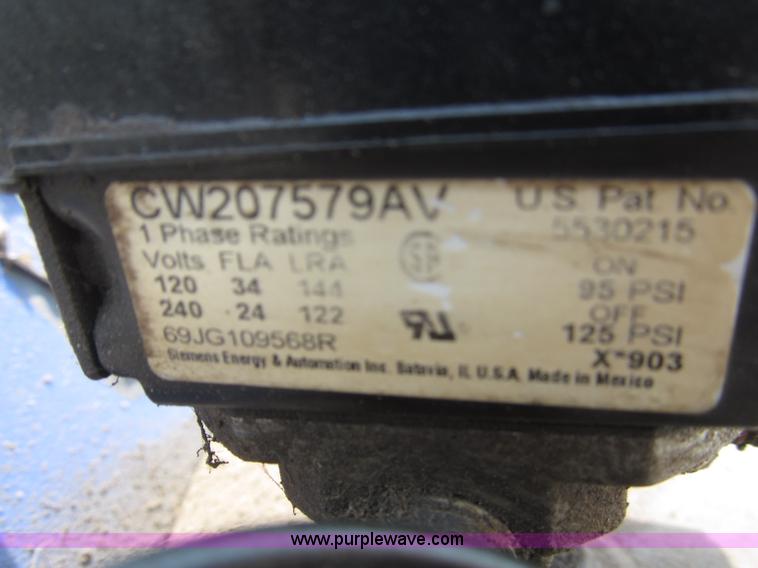 CW207579AV U.S. Pat No.
1 Phase Ratings 5530215
Volts FLA LRA ON
120 34 144 95 PSI
240 24 122 OFF
69JG109568R 125 PSI
X-903
Siemens Energy & Automation Inc. Batavia, IL U.S.A. Made in Mexico
www.purplewave.com